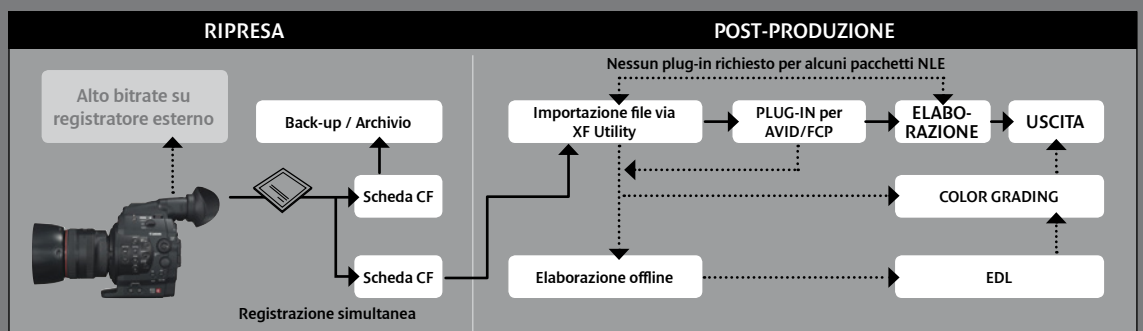 RIPRESA
POST-PRODUZIONE
Nessun plug-in richiesto per alcuni pacchetti NLE
Alto bitrate su
registratore esterno
Back-up / Archivio
Importazione file via
XF Utility
PLUG-IN per
AVID/FCP
ELABO-
RAZIONE
USCITA
Scheda CF
COLOR GRADING
Scheda CF
Elaborazione offline
EDL
Registrazione simultanea